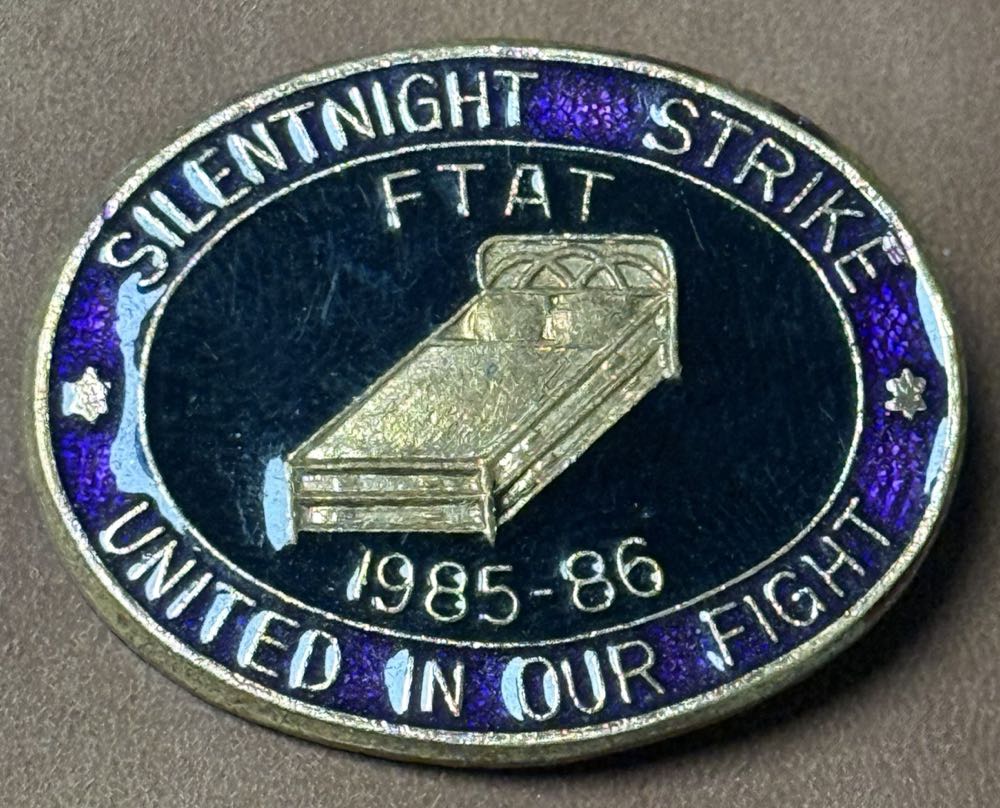 SILENTNIGHT STRIKE
FTAT
1985-86
UNITED IN OUR FIGHT